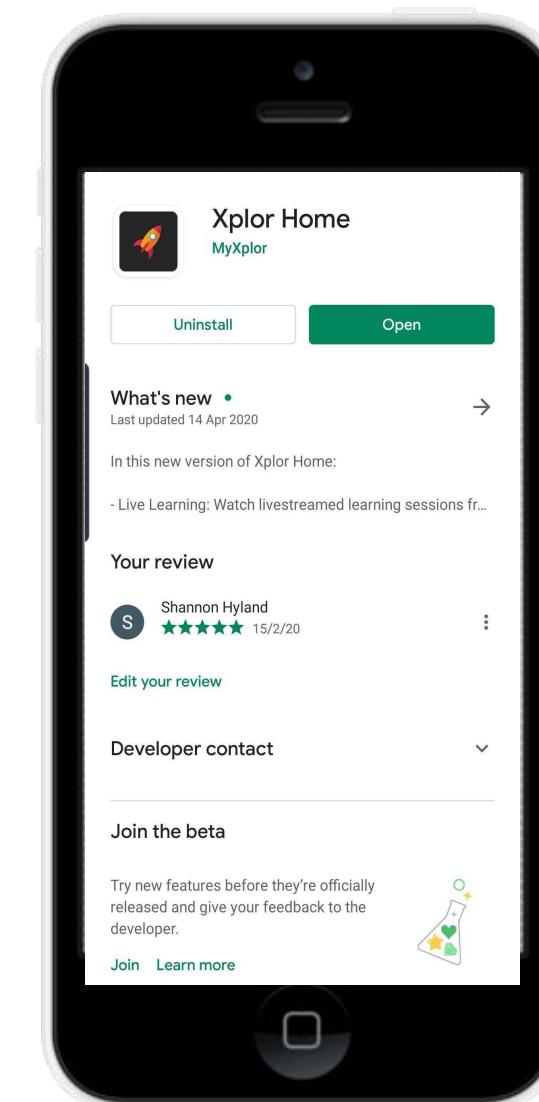 Xplor Home
MyXplor
Uninstall
Open
What's new
Last updated 14 Apr 2020
In this new version of Xplor Home:
- Live Learning: Watch livestreamed learning sessions fr...
Your review
S
Shannon Hyland
15/2/20
Edit your review
Developer contact
Join the beta
Try new features before they're officially
released and give your feedback to the
developer.
Join Learn more